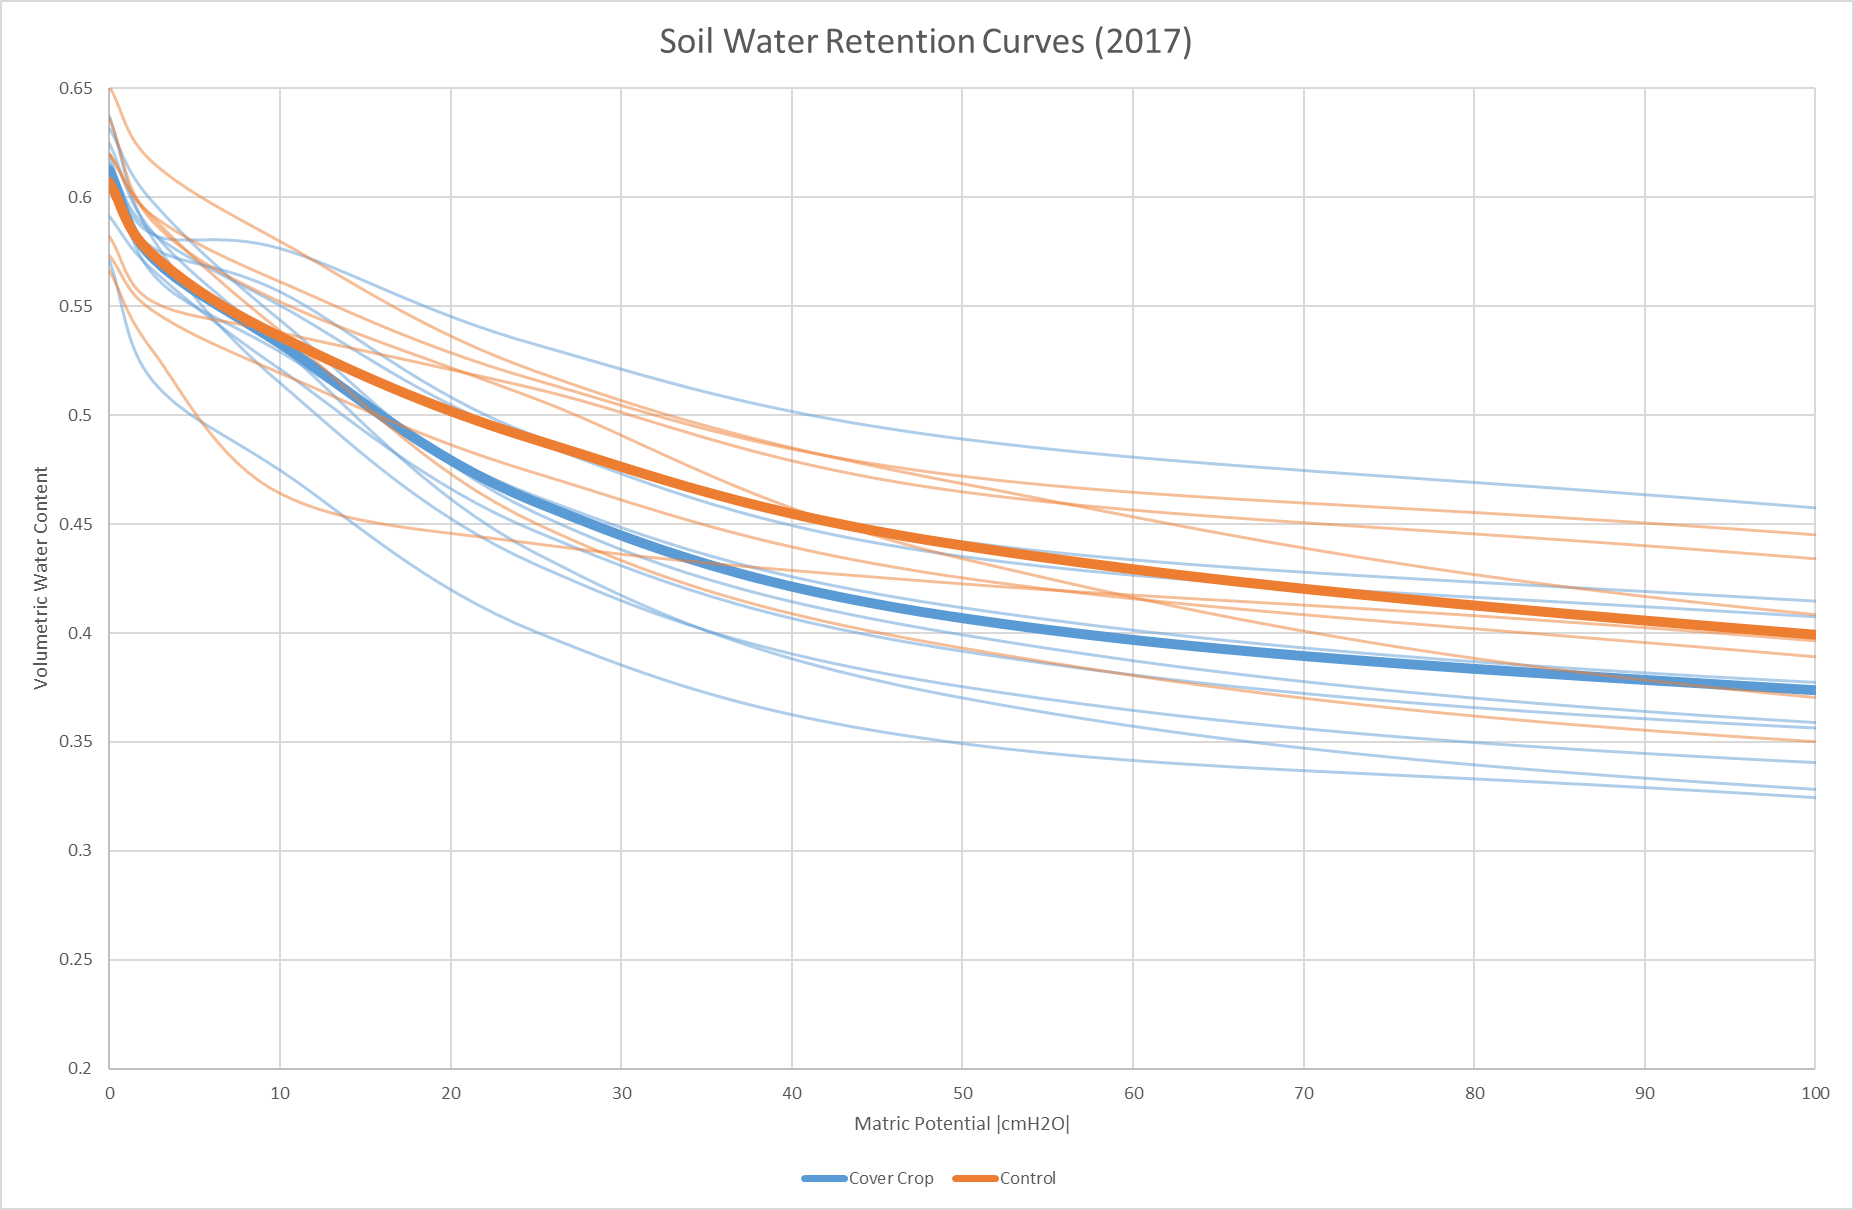 Soil Water Retention Curves (2017)
Volumetric Water Content
0.65
0.6
0.55
0.5
0.45
0.4
0.35
0.3
0.25
0.2
0 10 20 30 40 50 60 70 80 90 100
Matric Potential |cmH2O|
Cover Crop Control